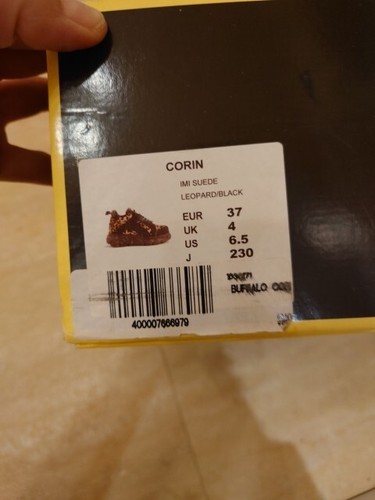 CORIN
IMI SUEDE
LEOPARD/BLACK
EUR 37
UK 4
US 6.5
J 230
BUFFALO
400007666979